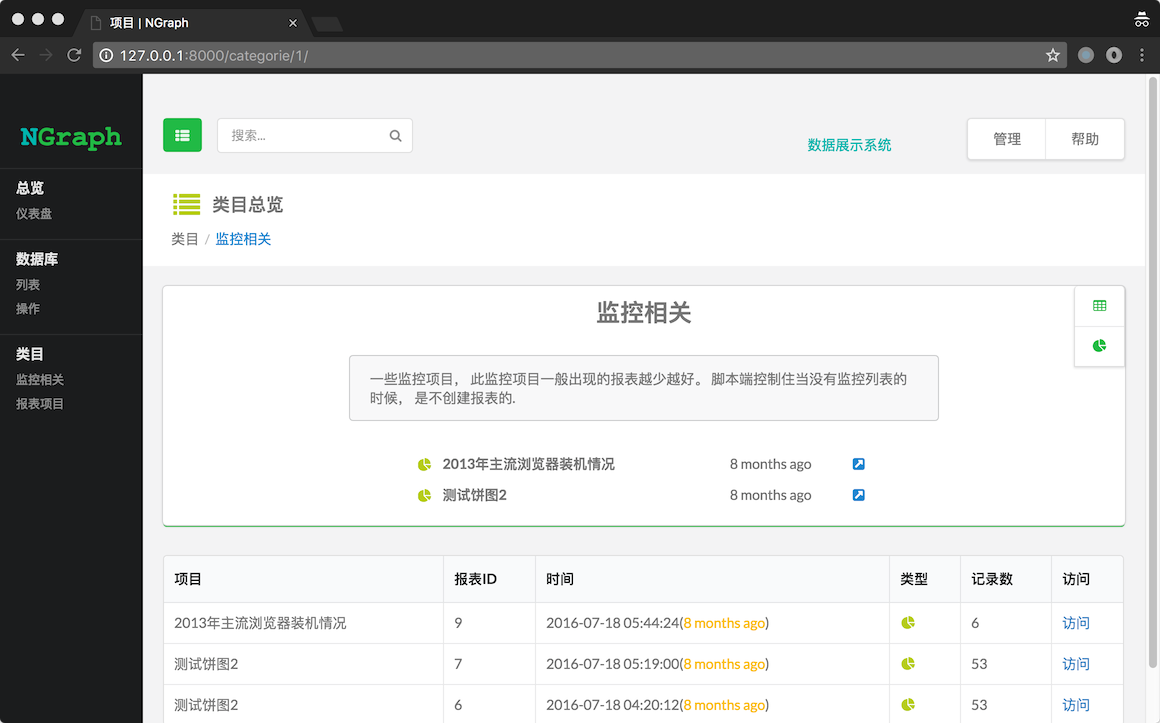 项目 | NGraph
127.0.0.1:8000/categorie/1/
NGraph
总览
仪表盘
数据库
列表
操作
类目
监控相关
报表项目
搜索...
数据展示系统
管理
帮助
类目总览
类目 / 监控相关
监控相关
一些监控项目， 此监控项目一般出现的报表越少越好。 脚本端控制住当没有监控列表的
时候， 是不创建报表的.
2013年主流浏览器装机情况 8 months ago
测试饼图2 8 months ago
项目 报表ID 时间 类型 记录数 访问
2013年主流浏览器装机情况 9 2016-07-18 05:44:24(8 months ago) 6 访问
测试饼图2 7 2016-07-18 05:19:00(8 months ago) 53 访问
测试饼图2 6 2016-07-18 04:20:12(8 months ago) 53 访问